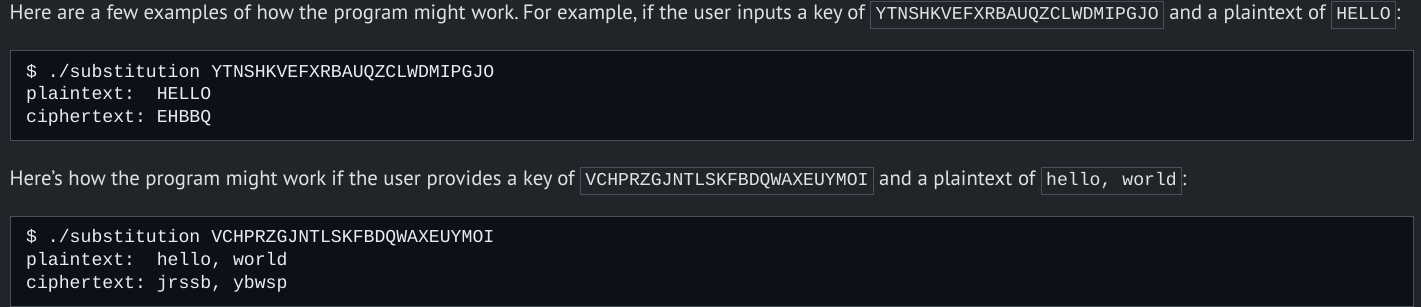 Here are a few examples of how the program might work. For example, if the user inputs a key of YTNSHKVEFXRBAUQZCLWDMIPGJO and a plaintext of HELLO:
$ ./substitution YTNSHKVEFXRBAUQZCLWDMIPGJO
plaintext:  HELLO
ciphertext: EHBBQ
Here’s how the program might work if the user provides a key of VCHPRZGJNTLSKFBDQWAXEUYMOI and a plaintext of hello, world:
$ ./substitution VCHPRZGJNTLSKFBDQWAXEUYMOI
plaintext:  hello, world
ciphertext: jrssb, ybwsp